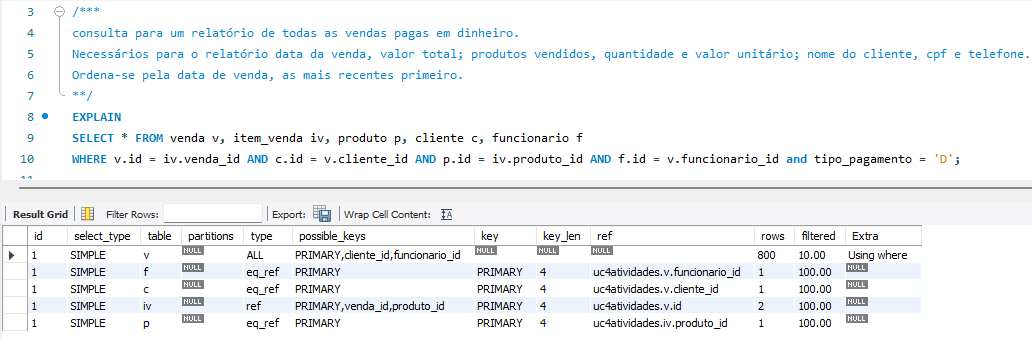 3 /***
4 consulta para um relatório de todas as vendas pagas em dinheiro.
5 Necessários para o relatório data da venda, valor total; produtos vendidos, quantidade e valor unitário; nome do cliente, cpf e telefone.
6 Ordena-se pela data de venda, as mais recentes primeiro.
7 **/
8 EXPLAIN
9 SELECT * FROM venda v, item_venda iv, produto p, cliente c, funcionario f
10 WHERE v.id = iv.venda_id AND c.id = v.cliente_id AND p.id = iv.produto_id AND f.id = v.funcionario_id and tipo_pagamento = 'D';
Result Grid Filter Rows: Export: Wrap Cell Content: IA
id select_type table partitions type possible_keys key key_len ref rows filtered Extra
1 SIMPLE v NULL ALL PRIMARY,cliente_id,funcionario_id NULL NULL NULL 800 10.00 Using where
1 SIMPLE f NULL eq_ref PRIMARY PRIMARY 4 uc4atividades.v.funcionario_id 1 100.00 NULL
1 SIMPLE c NULL eq_ref PRIMARY PRIMARY 4 uc4atividades.v.cliente_id 1 100.00 NULL
1 SIMPLE iv NULL ref PRIMARY,venda_id,produto_id PRIMARY 4 uc4atividades.v.id 2 100.00 NULL
1 SIMPLE p NULL eq_ref PRIMARY PRIMARY 4 uc4atividades.iv.produto_id 1 100.00 NULL